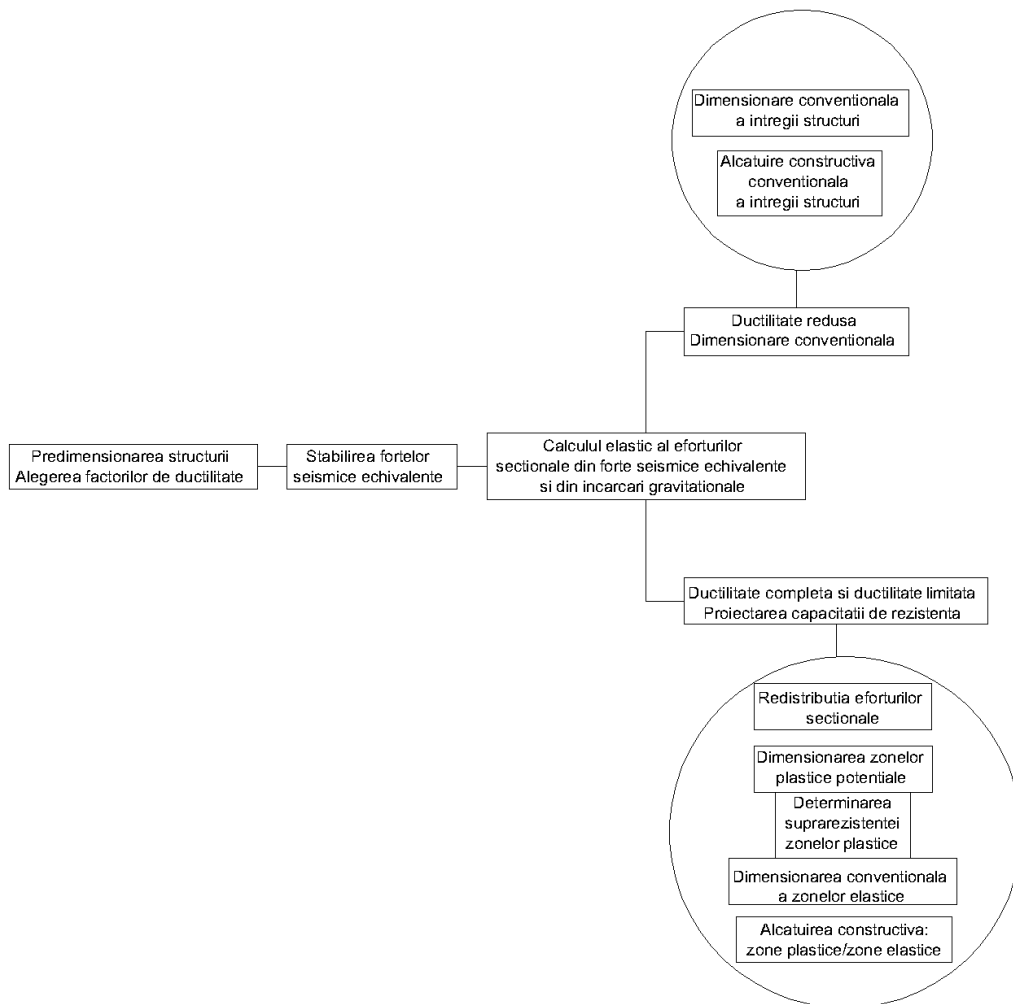 Dimensionare conventionala
a intregii structuri
Alcatuire constructiva
conventionala
a intregii structuri
Ductilitate redusa
Dimensionare conventionala
Predimensionarea structurii
Alegerea factorilor de ductilitate
Stabilirea fortelor
seismice echivalente
Calculul elastic al eforturilor
sectionale din forte seismice echivalente
si din incarcari gravitationale
Ductilitate completa si ductilitate limitata
Proiectarea capacitatii de rezistenta
Redistributia eforturilor
sectionale
Dimensionarea zonelor
plastice potentiale
Determinarea
suprarezistentei
zonelor plastice
Dimensionarea conventionala
a zonelor elastice
Alcatuirea constructiva:
zone plastice/zone elastice